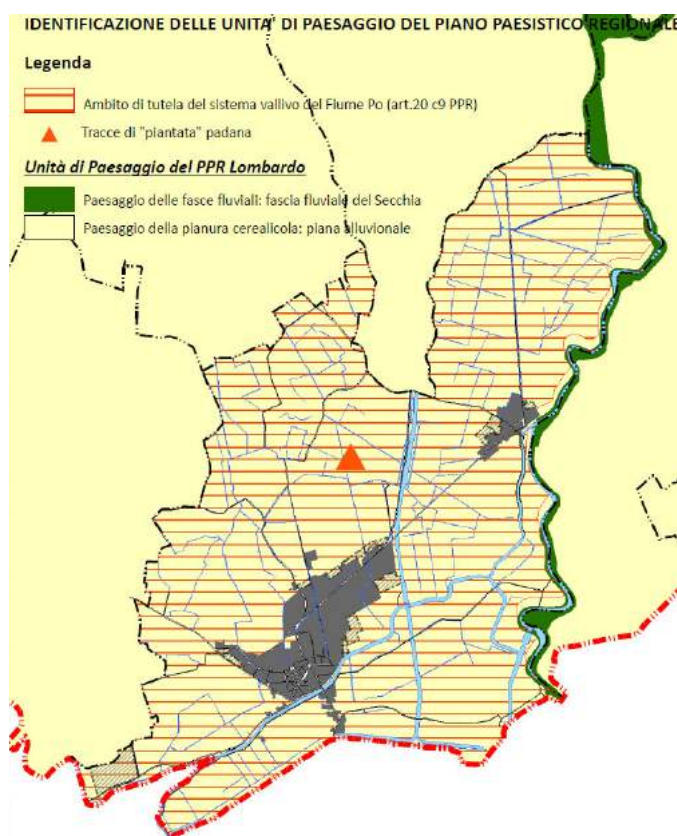 IDENTIFICAZIONE DELLE UNITA' DI PAESAGGIO DEL PIANO PAESISTICO REGIONALE
Legenda
Ambito di tutela del sistema vallivo del Fiume Po (art.20 c9 PPR)
Tracce di "plantata" padana
Unità di Paesaggio del PPR Lombardo
Paesaggio delle fasce fluviali: fascia fluviale del Secchia
Paesaggio della pianura cerealicola: piana alluvionale